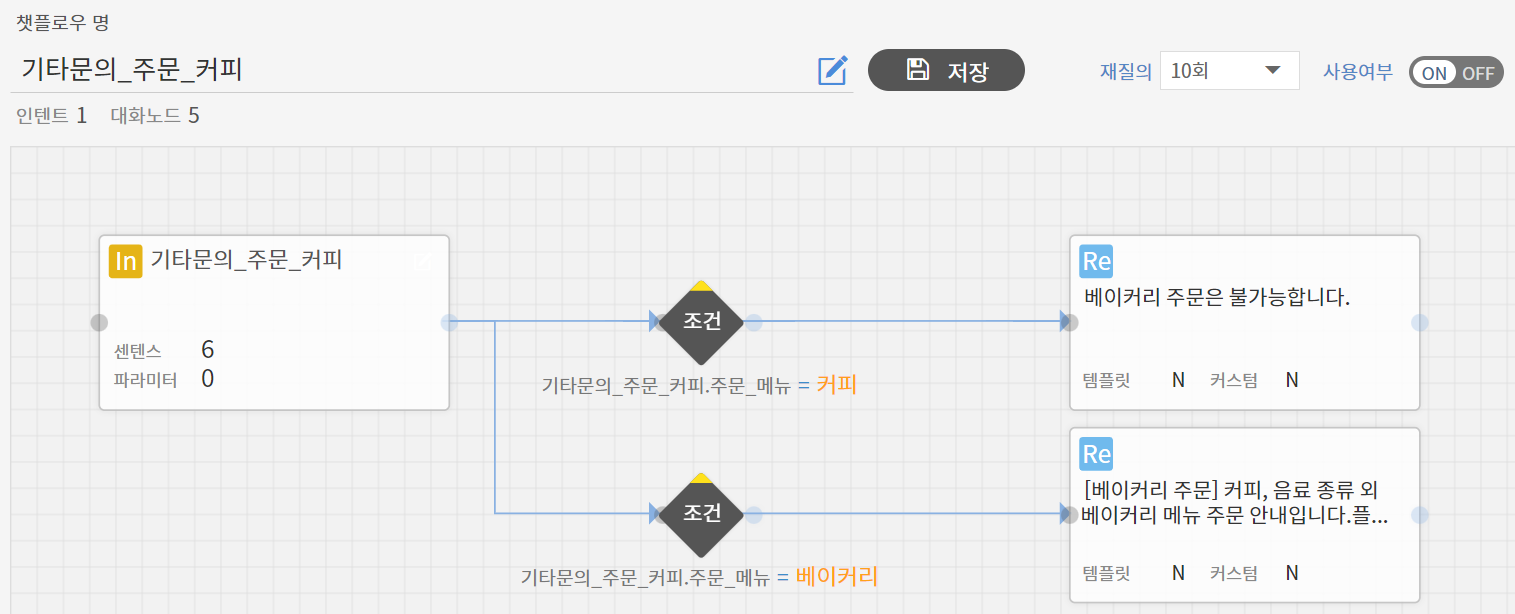 챗플로우 명
기타문의_주문_커피
저장
재질의 10회
사용여부 ON OFF
인텐트 1 대화노드 5
In 기타문의_주문_커피
센텐스 6
파라미터 0
조건
기타문의_주문_커피.주문_메뉴 = 커피
Re
베이커리 주문은 불가능합니다.
템플릿 N 커스텀 N
조건
기타문의_주문_커피.주문_메뉴 = 베이커리
Re
[베이커리 주문] 커피, 음료 종류 외
베이커리 메뉴 주문 안내입니다.플...
템플릿 N 커스텀 N